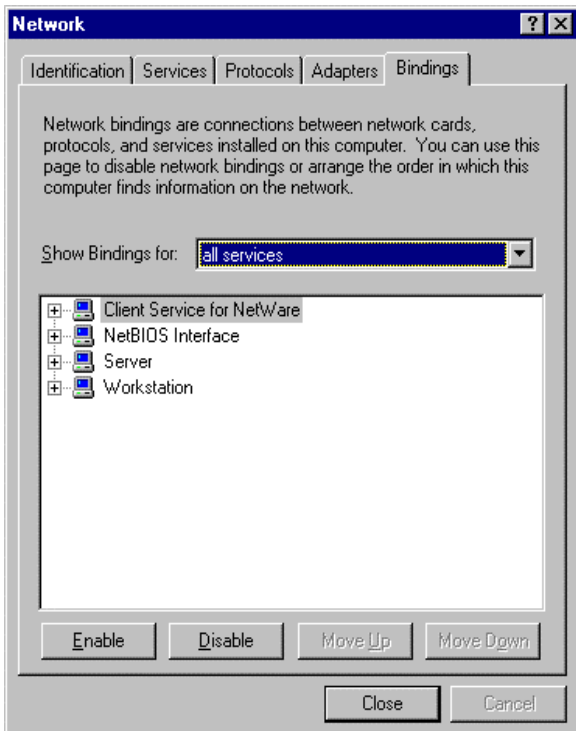 Network
Identification Services Protocols Adapters Bindings
Network bindings are connections between network cards,
protocols, and services installed on this computer. You can use this
page to disable network bindings or arrange the order in which this
computer finds information on the network.
Show Bindings for: all services
Client Service for NetWare
NetBIOS Interface
Server
Workstation
Enable Disable Move Up Move Down
Close Cancel